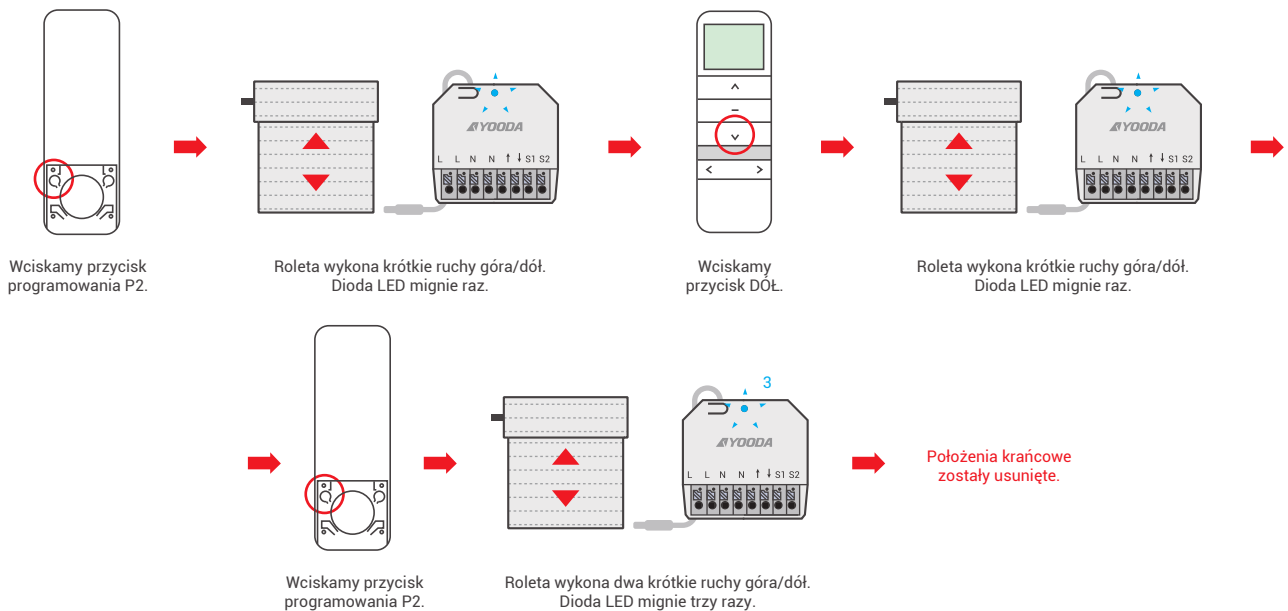 YOODA
L L N N ↑ ↓ S1 S2
YOODA
L L N N ↑ ↓ S1 S2
Wciskamy przycisk
programowania P2.
Roleta wykona krótkie ruchy góra/dół.
Dioda LED mignie raz.
Wciskamy
przycisk DÓŁ.
Roleta wykona krótkie ruchy góra/dół.
Dioda LED mignie raz.
3
YOODA
L L N N ↑ ↓ S1 S2
Położenia krańcowe
zostały usunięte.
Wciskamy przycisk
programowania P2.
Roleta wykona dwa krótkie ruchy góra/dół.
Dioda LED mignie trzy razy.